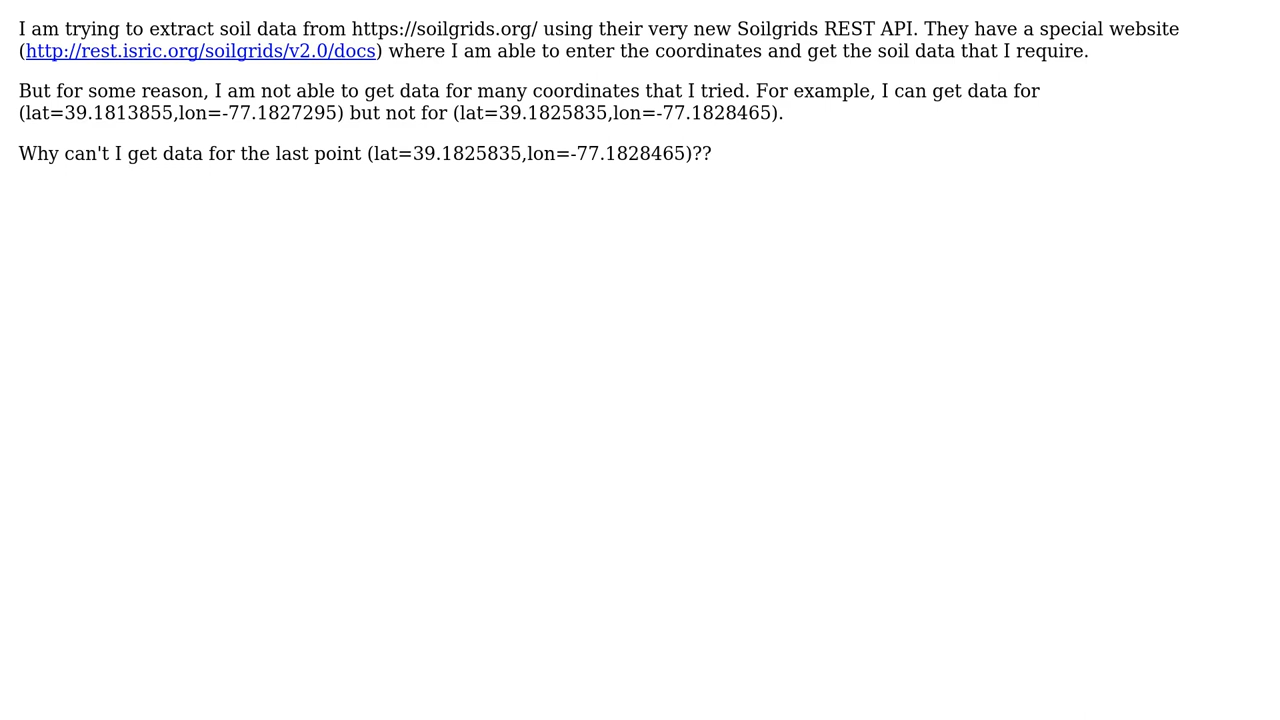 I am trying to extract soil data from https://soilgrids.org/ using their very new Soilgrids REST API. They have a special website
(http://rest.isric.org/soilgrids/v2.0/docs) where I am able to enter the coordinates and get the soil data that I require.
But for some reason, I am not able to get data for many coordinates that I tried. For example, I can get data for
(lat=39.1813855,lon=-77.1827295) but not for (lat=39.1825835,lon=-77.1828465).
Why can't I get data for the last point (lat=39.1825835,lon=-77.1828465)??